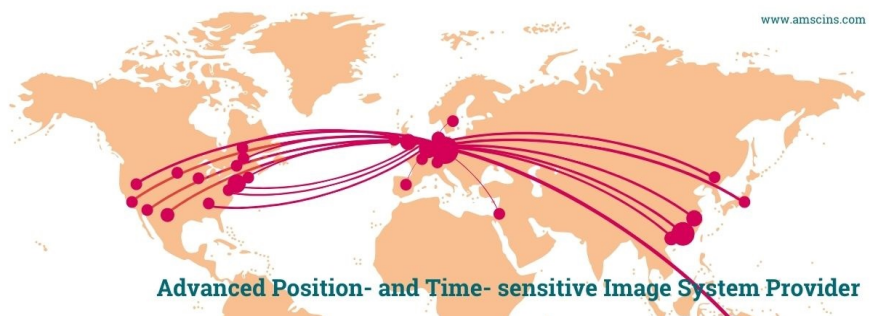 www.amscins.com
Advanced Position- and Time- sensitive Image System Provider